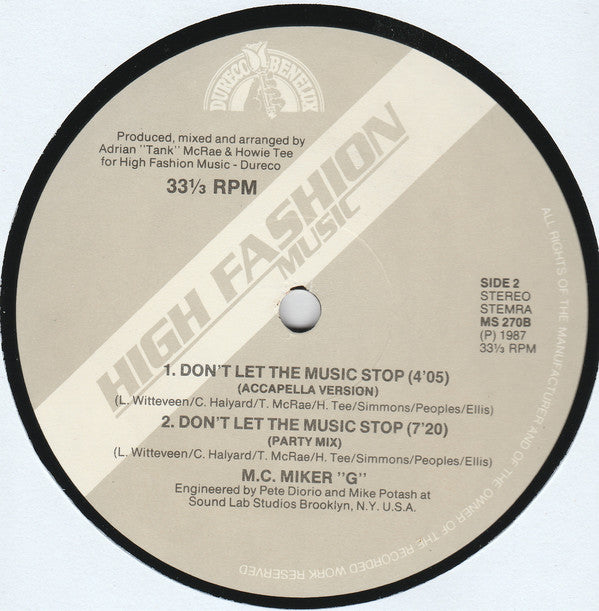 DURECO BENELUX
Produced, mixed and arranged by
Adrian ''Tank'' McRae & Howie Tee
for High Fashion Music - Dureco
33⅓ RPM
HIGH FASHION
MUSIC
SIDE 2
STEREO
STEMRA
MS 270B
(P) 1987
33⅓ RPM
1. DON'T LET THE MUSIC STOP (4'05)
(ACCAPELLA VERSION)
(L. Witteveen/C. Halyard/T. McRae/H. Tee/Simmons/Peoples/Ellis)
2. DON'T LET THE MUSIC STOP (7'20)
(PARTY MIX)
(L. Witteveen/C. Halyard/T. McRae/H. Tee/Simmons/Peoples/Ellis)
M.C. MIKER ''G''
Engineered by Pete Diorio and Mike Potash at
Sound Lab Studios Brooklyn, N.Y. U.S.A.
ALL RIGHTS OF THE MANUFACTURER AND OF THE OWNER OF THE RECORDED WORK RESERVED